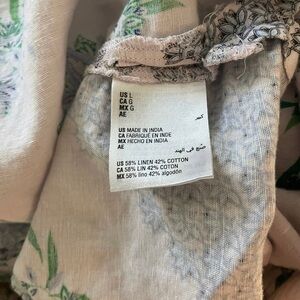 US L
CA G
MX G
AE كبير
US MADE IN INDIA
CA FABRIQUÉ EN INDE
MX HECHO EN INDIA
AE صنع في الهند
US 58% LINEN 42% COTTON
CA 58% LIN 42% COTON
MX 58% lino 42% algodón